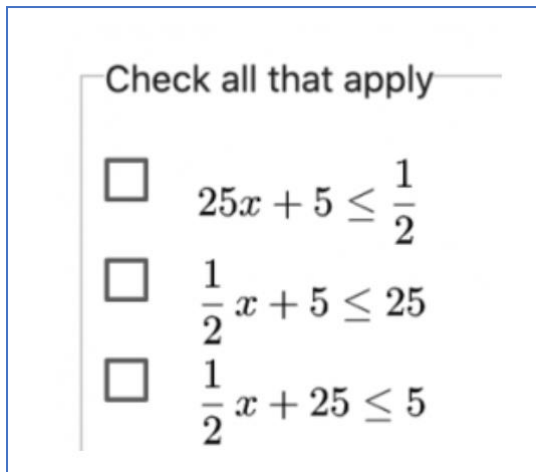 Check all that apply
25x + 5 ≤ 1/2
1/2 x + 5 ≤ 25
1/2 x + 25 ≤ 5